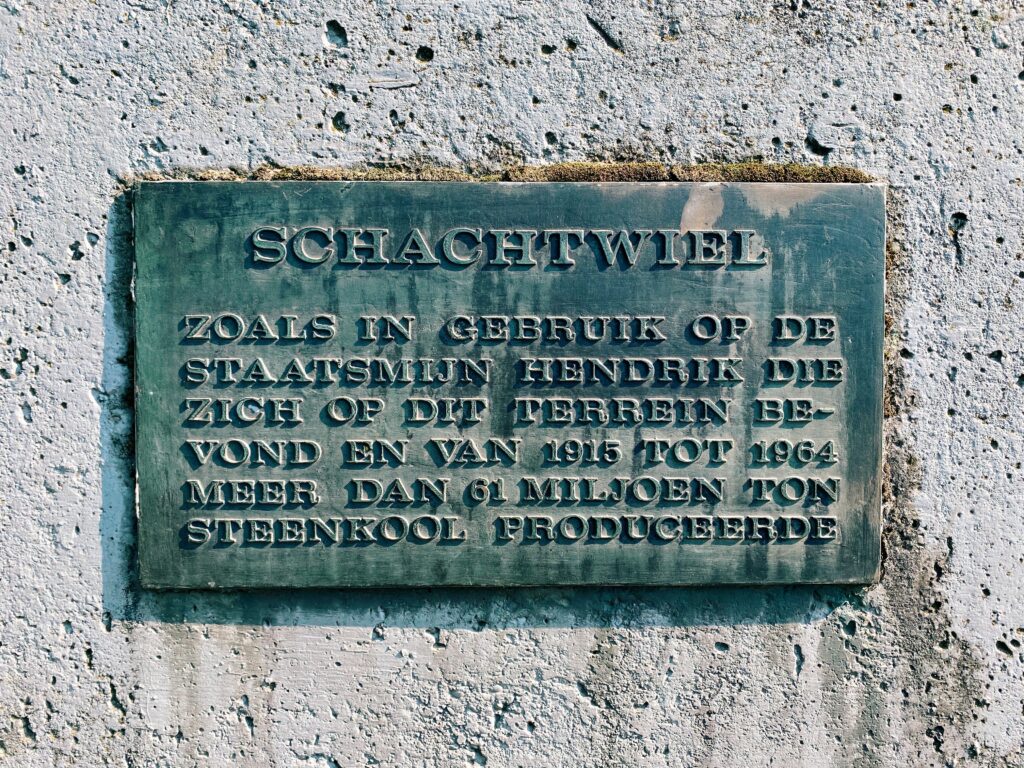 SCHACHTWIEL
ZOALS IN GEBRUIK OP DE
STAATSMIJN HENDRIK DIE
ZICH OP DIT TERREIN BE-
VOND EN VAN 1915 TOT 1964
MEER DAN 61 MILJOEN TON
STEENKOOL PRODUCEERDE